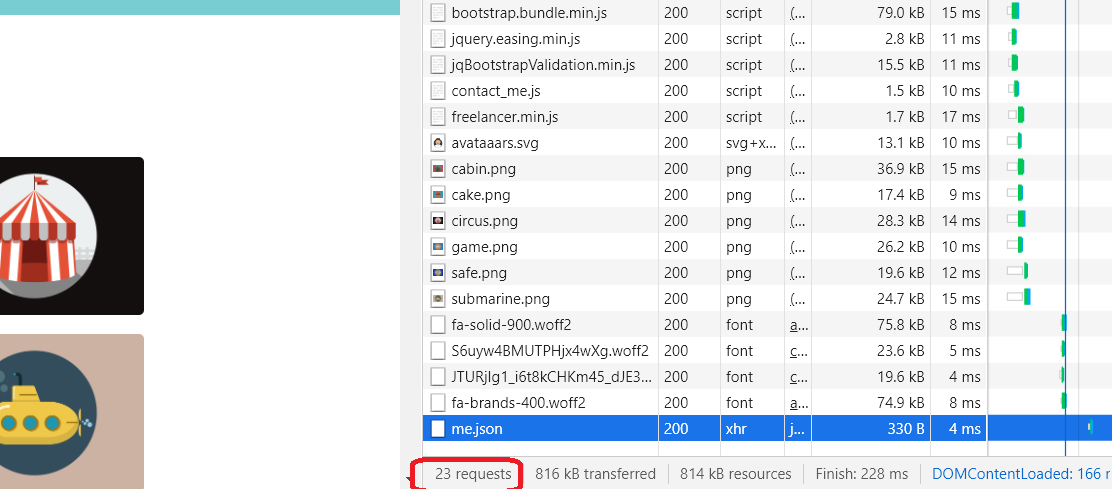 bootstrap.bundle.min.js 200 script (... 79.0 kB 15 ms
jquery.easing.min.js 200 script (... 2.8 kB 11 ms
jqBootstrapValidation.min.js 200 script (... 15.5 kB 11 ms
contact_me.js 200 script (... 1.5 kB 10 ms
freelancer.min.js 200 script (... 1.7 kB 17 ms
avataaars.svg 200 svg+x... (... 13.1 kB 10 ms
cabin.png 200 png (... 36.9 kB 15 ms
cake.png 200 png (... 17.4 kB 9 ms
circus.png 200 png (... 28.3 kB 14 ms
game.png 200 png (... 26.2 kB 10 ms
safe.png 200 png (... 19.6 kB 12 ms
submarine.png 200 png (... 24.7 kB 15 ms
fa-solid-900.woff2 200 font a... 75.8 kB 8 ms
S6uyw4BMUTPHjx4wXg.woff2 200 font c... 23.6 kB 5 ms
JTURjIg1_i6t8kCHKm45_dJE3... 200 font c... 19.6 kB 4 ms
fa-brands-400.woff2 200 font a... 74.9 kB 8 ms
me.json 200 xhr j... 330 B 4 ms
23 requests 816 kB transferred 814 kB resources Finish: 228 ms DOMContentLoaded: 166